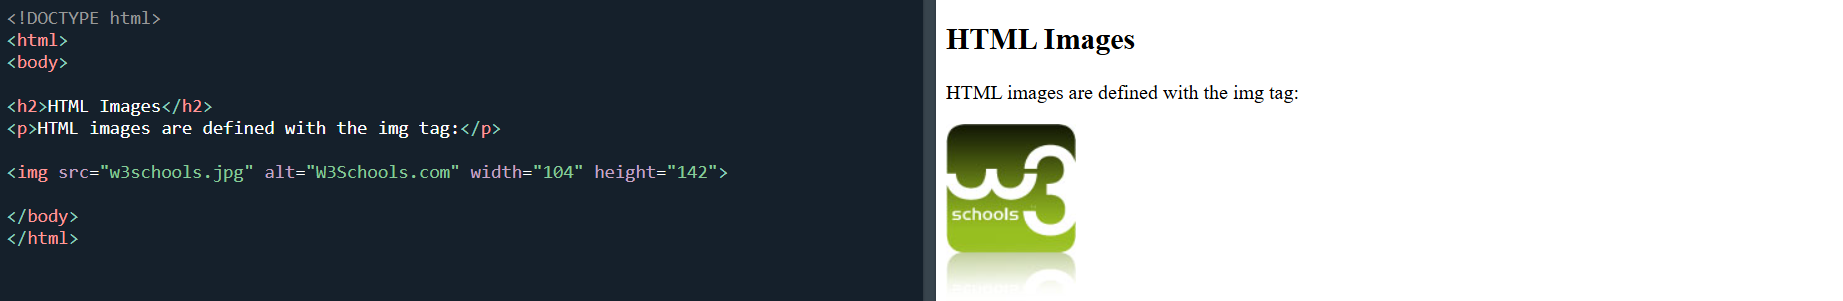 <!DOCTYPE html>
<html>
<body>
<h2>HTML Images</h2>
<p>HTML images are defined with the img tag:</p>
<img src="w3schools.jpg" alt="W3Schools.com" width="104" height="142">
</body>
</html>
HTML Images
HTML images are defined with the img tag:
w3
schools